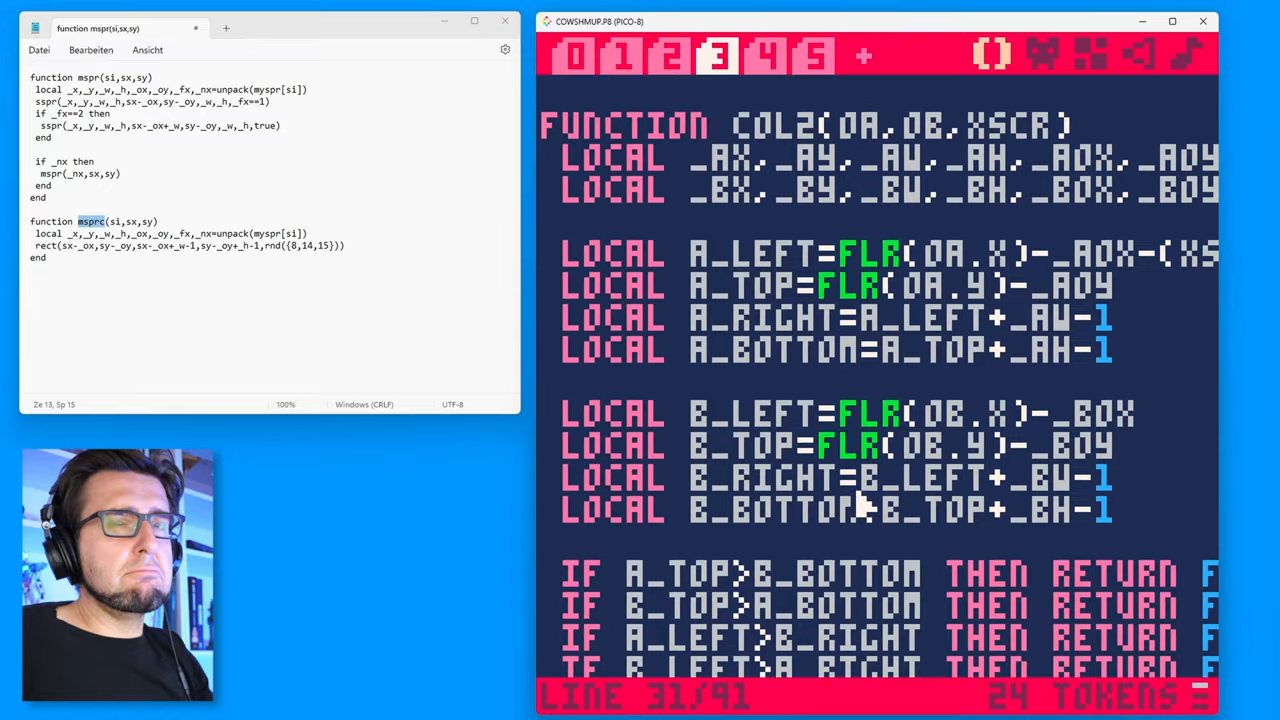 function mspr(si,sx,sy)
Datei Bearbeiten Ansicht
function mspr(si,sx,sy)
local _x,_y,_w,_h,_ox,_oy,_fx,_nx=unpack(myspr[si])
sspr(_x,_y,_w,_h,sx-_ox,sy-_oy,_w,_h,_fx==1)
if _fx==2 then
sspr(_x,_y,_w,_h,sx-_ox+_w,sy-_oy,_w,_h,true)
end
if _nx then
mspr(_nx,sx,sy)
end
end
function msprc(si,sx,sy)
local _x,_y,_w,_h,_ox,_oy,_fx,_nx=unpack(myspr[si])
rect(sx-_ox,sy-_oy,sx-_ox+_w-1,sy-_oy+_h-1,rnd({8,14,15}))
end
Ze 13, Sp 15 100% Windows (CRLF) UTF-8
COWSHMUP.P8 (PICO-8)
0 1 2 3 4 5 +
FUNCTION COL2(OA,OB,XSCR)
LOCAL _AX,_AY,_AW,_AH,_AOX,_AOY
LOCAL _BX,_BY,_BW,_BH,_BOX,_BOY
LOCAL A_LEFT=FLR(OA.X)-_AOX-(XS
LOCAL A_TOP=FLR(OA.Y)-_AOY
LOCAL A_RIGHT=A_LEFT+_AW-1
LOCAL A_BOTTOM=A_TOP+_AH-1
LOCAL B_LEFT=FLR(OB.X)-_BOX
LOCAL B_TOP=FLR(OB.Y)-_BOY
LOCAL B_RIGHT=B_LEFT+_BW-1
LOCAL B_BOTTOM=B_TOP+_BH-1
IF A_TOP>B_BOTTOM THEN RETURN F
IF B_TOP>A_BOTTOM THEN RETURN F
IF A_LEFT>B_RIGHT THEN RETURN F
IF B_LEFT>A_RIGHT THEN RETURN F
LINE 31/91 24 TOKENS